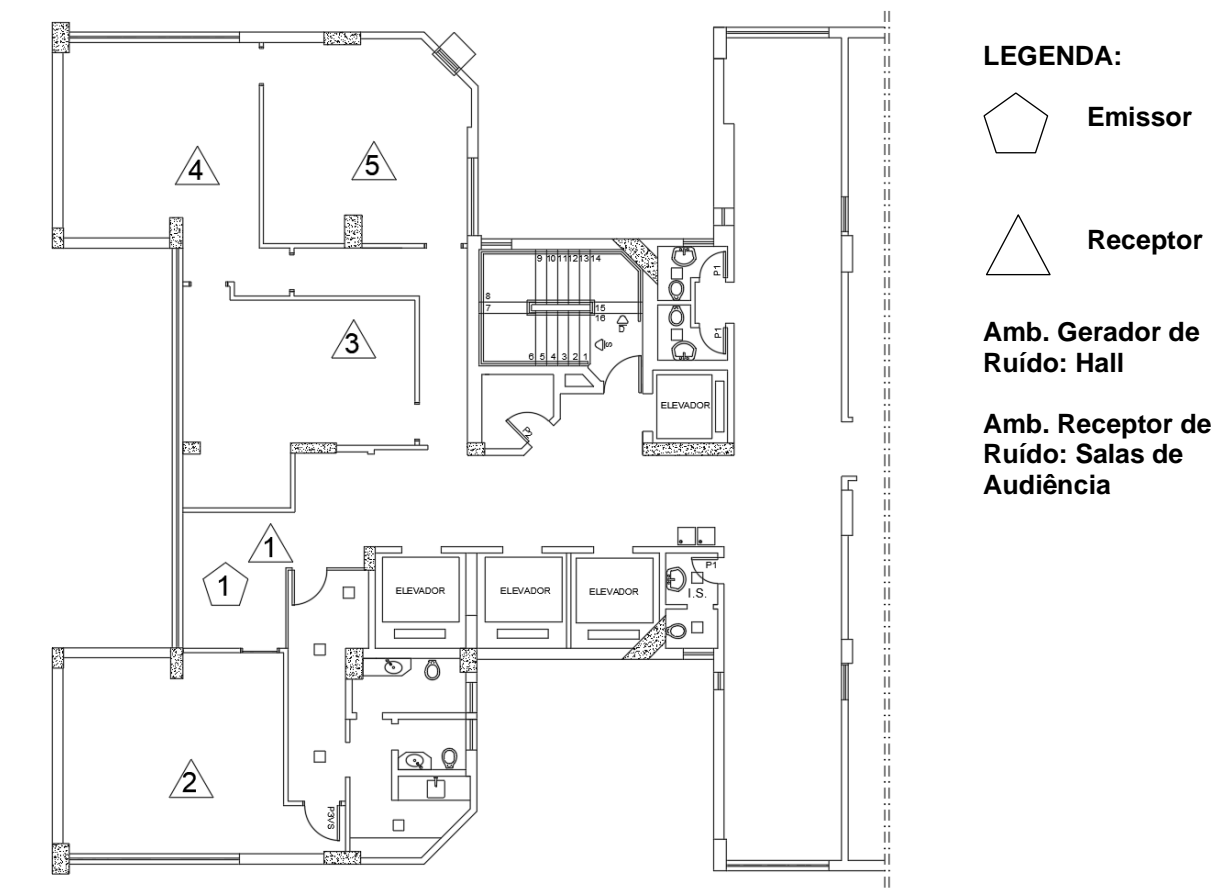 4
5
3
1
1
2
9 10 11 12 13 14
8
7
15
16
6 5 4 3 2 1
D
S
P1
P1
P2
ELEVADOR
ELEVADOR
ELEVADOR
ELEVADOR
P1
I.S.
P3VS
LEGENDA:
Emissor
Receptor
Amb. Gerador de
Ruído: Hall
Amb. Receptor de
Ruído: Salas de
Audiência